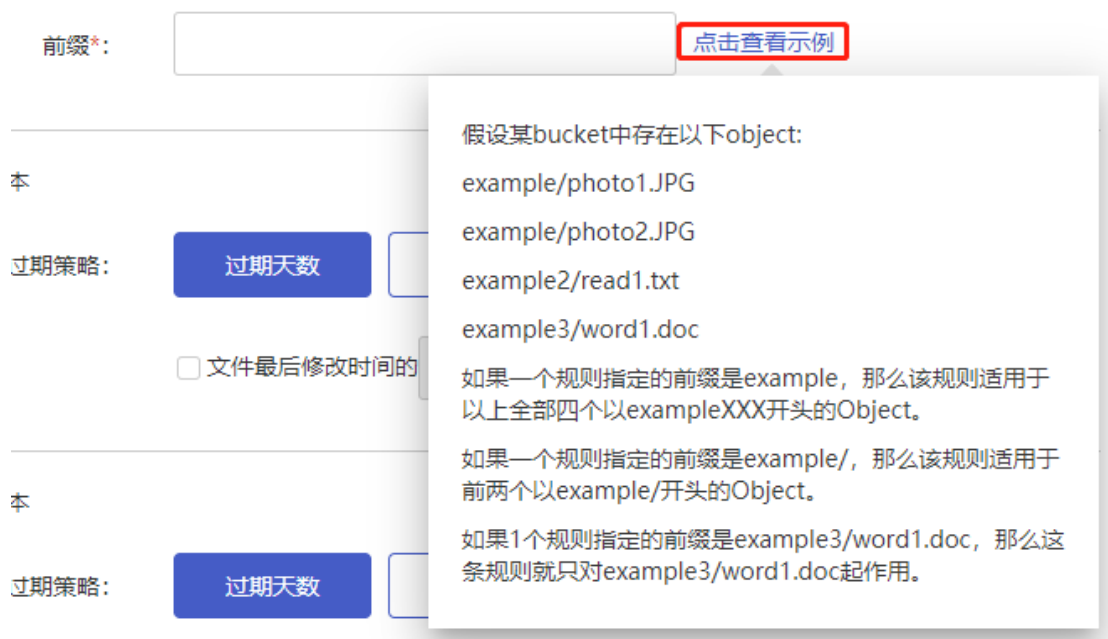 前缀*:
点击查看示例
假设某bucket中存在以下object:
example/photo1.JPG
本
example/photo2.JPG
过期策略:
过期天数
example2/read1.txt
example3/word1.doc
文件最后修改时间的
如果一个规则指定的前缀是example，那么该规则适用于
以上全部四个以exampleXXX开头的Object。
如果一个规则指定的前缀是example/，那么该规则适用于
前两个以example/开头的Object。
本
如果1个规则指定的前缀是example3/word1.doc，那么这
条规则就只对example3/word1.doc起作用。
过期策略:
过期天数